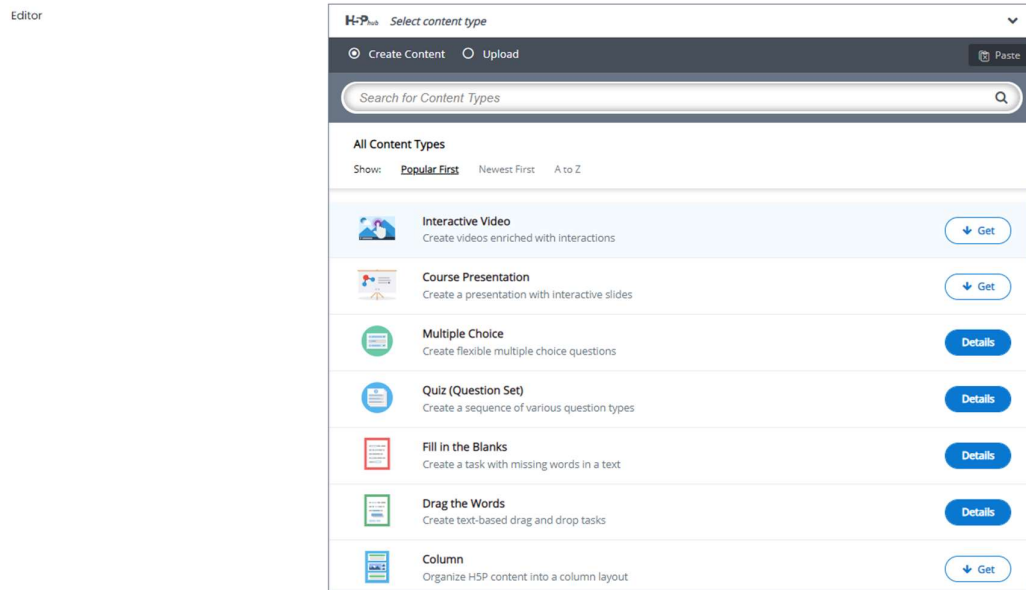 Editor
H5Phub Select content type
Create Content Upload Paste
Search for Content Types
All Content Types
Show: Popular First Newest First A to Z
Interactive Video
Create videos enriched with interactions
Get
Course Presentation
Create a presentation with interactive slides
Get
Multiple Choice
Create flexible multiple choice questions
Details
Quiz (Question Set)
Create a sequence of various question types
Details
Fill in the Blanks
Create a task with missing words in a text
Details
Drag the Words
Create text-based drag and drop tasks
Details
Column
Organize H5P content into a column layout
Get